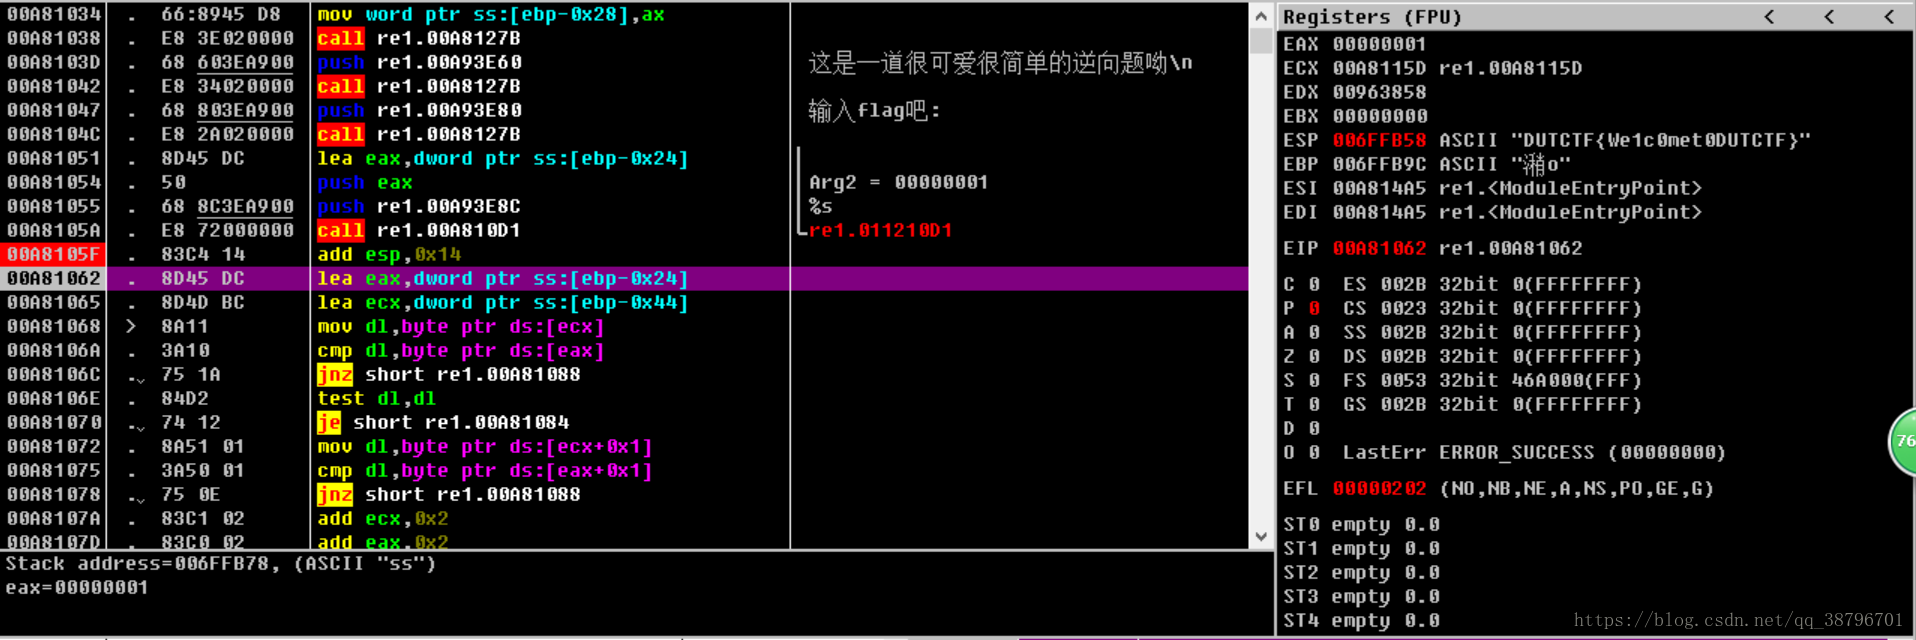 00A81034 . 66:8945 D8 mov word ptr ss:[ebp-0x28],ax
00A81038 . E8 3E020000 call re1.00A8127B
00A8103D . 68 603EA900 push re1.00A93E60 这是一道很可爱很简单的逆向题呦\n
00A81042 . E8 34020000 call re1.00A8127B
00A81047 . 68 803EA900 push re1.00A93E80 输入flag吧:
00A8104C . E8 2A020000 call re1.00A8127B
00A81051 . 8D45 DC lea eax,dword ptr ss:[ebp-0x24]
00A81054 . 50 push eax Arg2 = 00000001
00A81055 . 68 8C3EA900 push re1.00A93E8C %s
00A8105A . E8 72000000 call re1.00A810D1 re1.011210D1
00A8105F . 83C4 14 add esp,0x14
00A81062 . 8D45 DC lea eax,dword ptr ss:[ebp-0x24]
00A81065 . 8D4D BC lea ecx,dword ptr ss:[ebp-0x44]
00A81068 > 8A11 mov dl,byte ptr ds:[ecx]
00A8106A . 3A10 cmp dl,byte ptr ds:[eax]
00A8106C . 75 1A jnz short re1.00A81088
00A8106E . 84D2 test dl,dl
00A81070 . 74 12 je short re1.00A81084
00A81072 . 8A51 01 mov dl,byte ptr ds:[ecx+0x1]
00A81075 . 3A50 01 cmp dl,byte ptr ds:[eax+0x1]
00A81078 . 75 0E jnz short re1.00A81088
00A8107A . 83C1 02 add ecx,0x2
00A8107D . 83C0 02 add eax,0x2
Stack address=006FFB78, (ASCII "ss")
eax=00000001
Registers (FPU) < < <
EAX 00000001
ECX 00A8115D re1.00A8115D
EDX 00963858
EBX 00000000
ESP 006FFB58 ASCII "DUTCTF{We1c0met0DUTCTF}"
EBP 006FFB9C ASCII "潲o"
ESI 00A814A5 re1.<ModuleEntryPoint>
EDI 00A814A5 re1.<ModuleEntryPoint>
EIP 00A81062 re1.00A81062
C 0 ES 002B 32bit 0(FFFFFFFF)
P 0 CS 0023 32bit 0(FFFFFFFF)
A 0 SS 002B 32bit 0(FFFFFFFF)
Z 0 DS 002B 32bit 0(FFFFFFFF)
S 0 FS 0053 32bit 46A000(FFF)
T 0 GS 002B 32bit 0(FFFFFFFF)
D 0
O 0 LastErr ERROR_SUCCESS (00000000)
EFL 00000202 (NO,NB,NE,A,NS,PO,GE,G)
ST0 empty 0.0
ST1 empty 0.0
ST2 empty 0.0
ST3 empty 0.0
ST4 empty 0.0
76
https://blog.csdn.net/qq_38796701